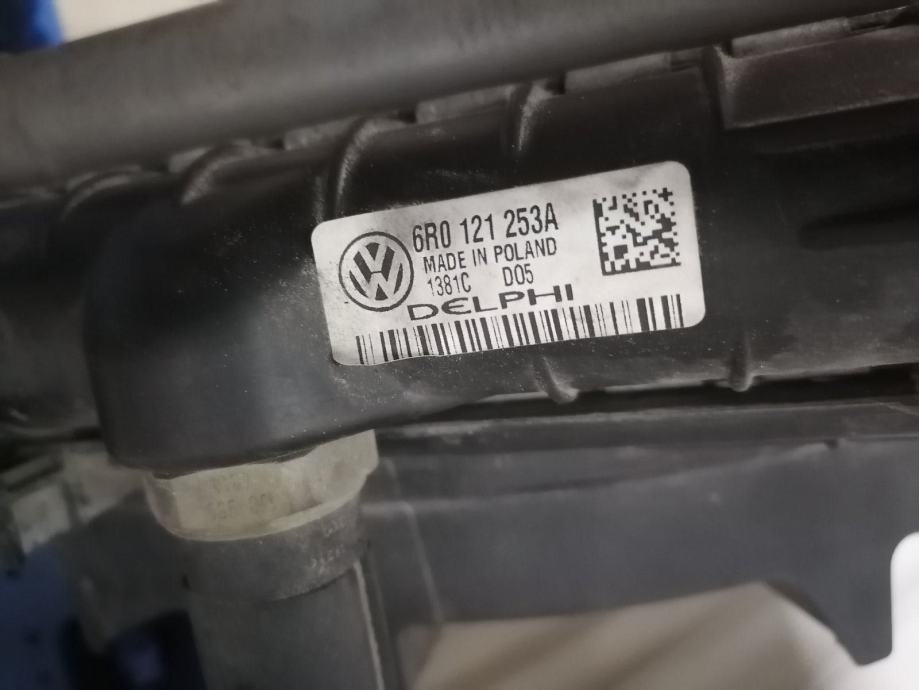 6R0 121 253A
MADE IN POLAND
1381C D05
DELPHI